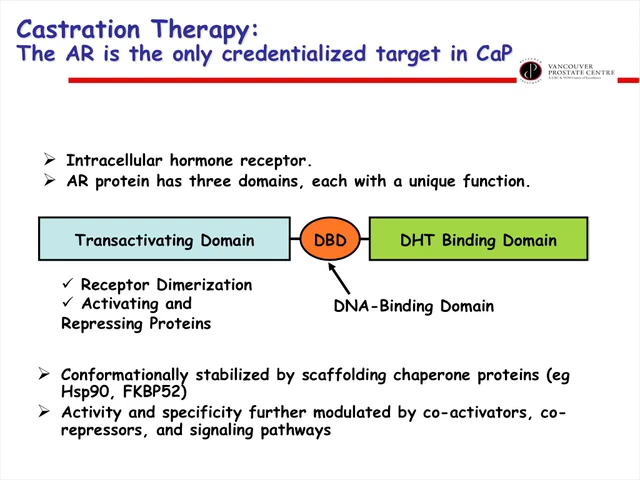 Castration Therapy:
The AR is the only credentialized target in CaP
VANCOUVER
PROSTATE CENTRE
➢ Intracellular hormone receptor.
➢ AR protein has three domains, each with a unique function.
Transactivating Domain
DBD
DHT Binding Domain
✓ Receptor Dimerization
✓ Activating and
Repressing Proteins
DNA-Binding Domain
➢ Conformationally stabilized by scaffolding chaperone proteins (eg
Hsp90, FKBP52)
➢ Activity and specificity further modulated by co-activators, co-
repressors, and signaling pathways